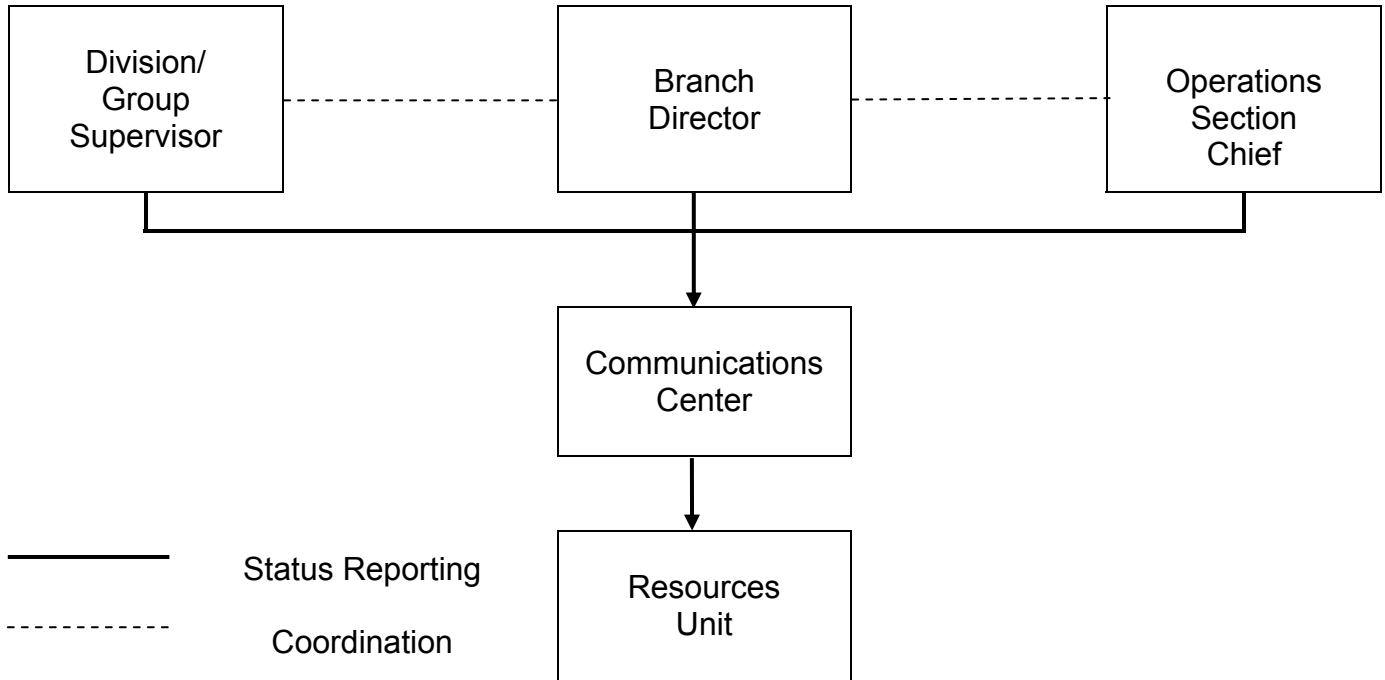 Division/
Group
Supervisor
Branch
Director
Operations
Section
Chief
Communications
Center
Resources
Unit
Status Reporting
Coordination